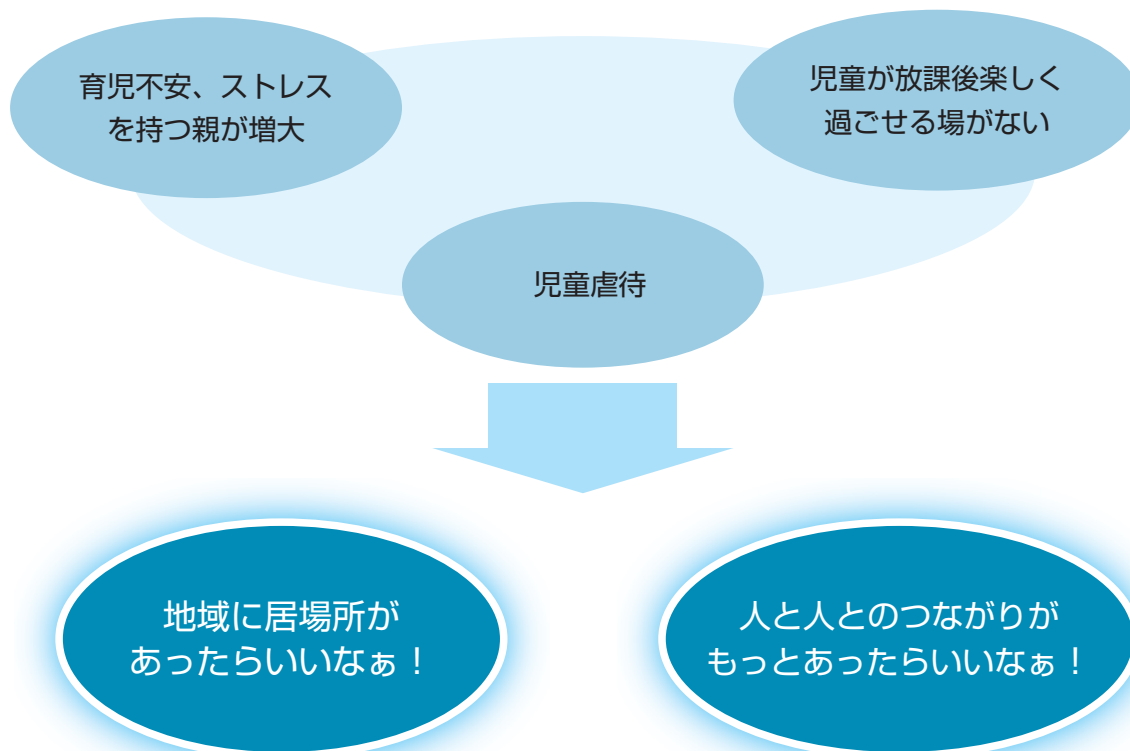 育児不安、ストレス
を持つ親が増大
児童が放課後楽しく
過ごせる場がない
児童虐待
地域に居場所が
あったらいいなぁ！
人と人とのつながりが
もっとあったらいいなぁ！